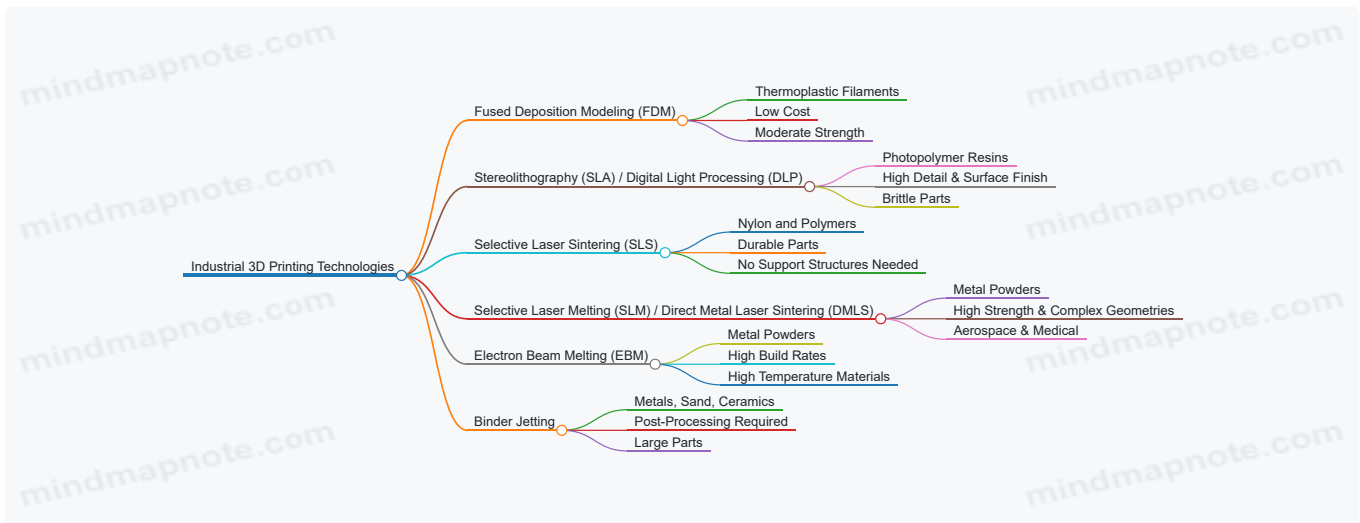 mindmapnote.com
mindmapnote.com
Thermoplastic Filaments
Fused Deposition Modeling (FDM)
Low Cost
Moderate Strength
mindmapnote.com
mindmapnote.com
Photopolymer Resins
Stereolithography (SLA) / Digital Light Processing (DLP)
High Detail & Surface Finish
Brittle Parts
Nylon and Polymers
Selective Laser Sintering (SLS)
Durable Parts
No Support Structures Needed
Industrial 3D Printing Technologies
mindmapnote.com
mindmapnote.com
Metal Powders
Selective Laser Melting (SLM) / Direct Metal Laser Sintering (DMLS)
High Strength & Complex Geometries
Aerospace & Medical
Metal Powders
Electron Beam Melting (EBM)
High Build Rates
High Temperature Materials
Metals, Sand, Ceramics
Binder Jetting
Post-Processing Required
Large Parts
mindmapnote.com
mindmapnote.com